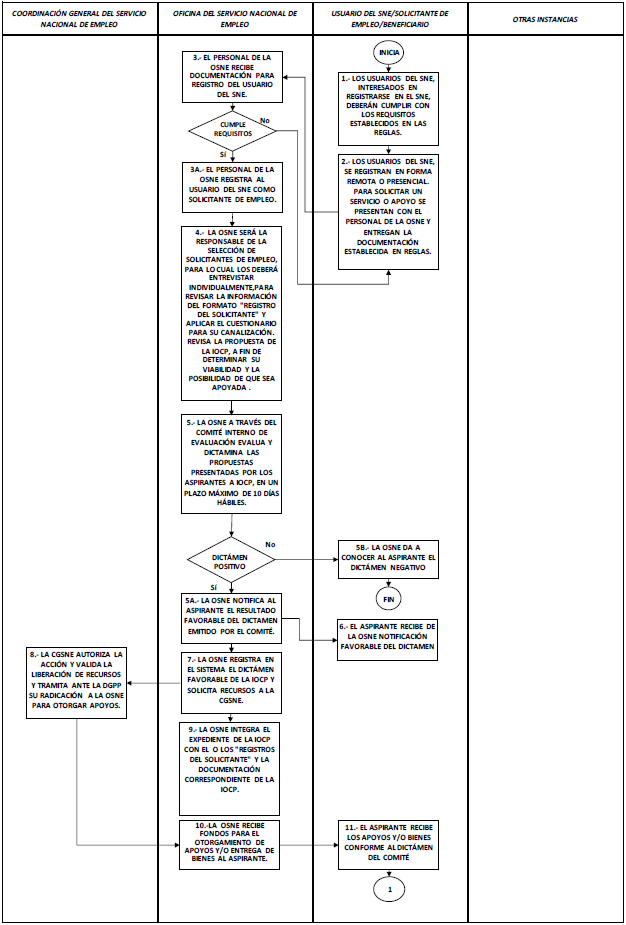 COORDINACIÓN GENERAL DEL SERVICIO
NACIONAL DE EMPLEO
OFICINA DEL SERVICIO NACIONAL DE
EMPLEO
USUARIO DEL SNE/SOLICITANTE DE
EMPLEO/BENEFICIARIO
OTRAS INSTANCIAS
INICIA
1.- LOS USUARIOS DEL SNE,
INTERESADOS EN
REGISTRARSE EN EL SNE,
DEBERÁN CUMPLIR CON
LOS REQUISITOS
ESTABLECIDOS EN LAS
REGLAS.
2.- LOS USUARIOS DEL SNE,
SE REGISTRAN EN FORMA
REMOTA O PRESENCIAL.
PARA SOLICITAR UN
SERVICIO O APOYO SE
PRESENTAN CON EL
PERSONAL DE LA OSNE Y
ENTREGAN LA
DOCUMENTACIÓN
ESTABLECIDA EN REGLAS.
3.- EL PERSONAL DE LA
OSNE RECIBE
DOCUMENTACIÓN PARA
REGISTRO DEL USUARIO
DEL SNE.
CUMPLE
REQUISITOS
No
Sí
3A.- EL PERSONAL DE LA
OSNE REGISTRA AL
USUARIO DEL SNE COMO
SOLICITANTE DE EMPLEO.
4.- LA OSNE SERÁ LA
RESPONSABLE DE LA
SELECCIÓN DE
SOLICITANTES DE EMPLEO,
PARA LO CUAL LOS DEBERÁ
ENTREVISTAR
INDIVIDUALMENTE,PARA
REVISAR LA INFORMACIÓN
DEL FORMATO "REGISTRO
DEL SOLICITANTE" Y
APLICAR EL CUESTIONARIO
PARA SU CANALIZACIÓN.
REVISA LA PROPUESTA DE
LA IOCP, A FIN DE
DETERMINAR SU
VIABILIDAD Y LA
POSIBILIDAD DE QUE SEA
APOYADA .
5.- LA OSNE A TRAVÉS DEL
COMITÉ INTERNO DE
EVALUACIÓN EVALUA Y
DICTAMINA LAS
PROPUESTAS
PRESENTADAS POR LOS
ASPIRANTES A IOCP, EN UN
PLAZO MÁXIMO DE 10 DÍAS
HÁBILES.
DICTÁMEN
POSITIVO
No
Sí
5B.- LA OSNE DA A
CONOCER AL ASPIRANTE EL
DICTÁMEN NEGATIVO
FIN
5A.- LA OSNE NOTIFICA AL
ASPIRANTE EL RESULTADO
FAVORABLE DEL DICTAMEN
EMITIDO POR EL COMITÉ.
6.- EL ASPIRANTE RECIBE DE
LA OSNE NOTIFICACIÓN
FAVORABLE DEL DICTAMEN
7.- LA OSNE REGISTRA EN
EL SISTEMA EL DICTÁMEN
FAVORABLE DE LA IOCP Y
SOLICITA RECURSOS A LA
CGSNE.
8.- LA CGSNE AUTORIZA LA
ACCIÓN Y VALIDA LA
LIBERACIÓN DE RECURSOS
Y TRAMITA ANTE LA DGPP
SU RADICACIÓN A LA OSNE
PARA OTORGAR APOYOS.
9.- LA OSNE INTEGRA EL
EXPEDIENTE DE LA IOCP
CON EL O LOS "REGISTROS
DEL SOLICITANTE" Y LA
DOCUMENTACIÓN
CORRESPONDIENTE DE LA
IOCP.
10.-LA OSNE RECIBE
FONDOS PARA EL
OTORGAMIENTO DE
APOYOS Y/O ENTREGA DE
BIENES AL ASPIRANTE.
11.- EL ASPIRANTE RECIBE
LOS APOYOS Y/O BIENES
CONFORME AL DICTÁMEN
DEL COMITÉ
1